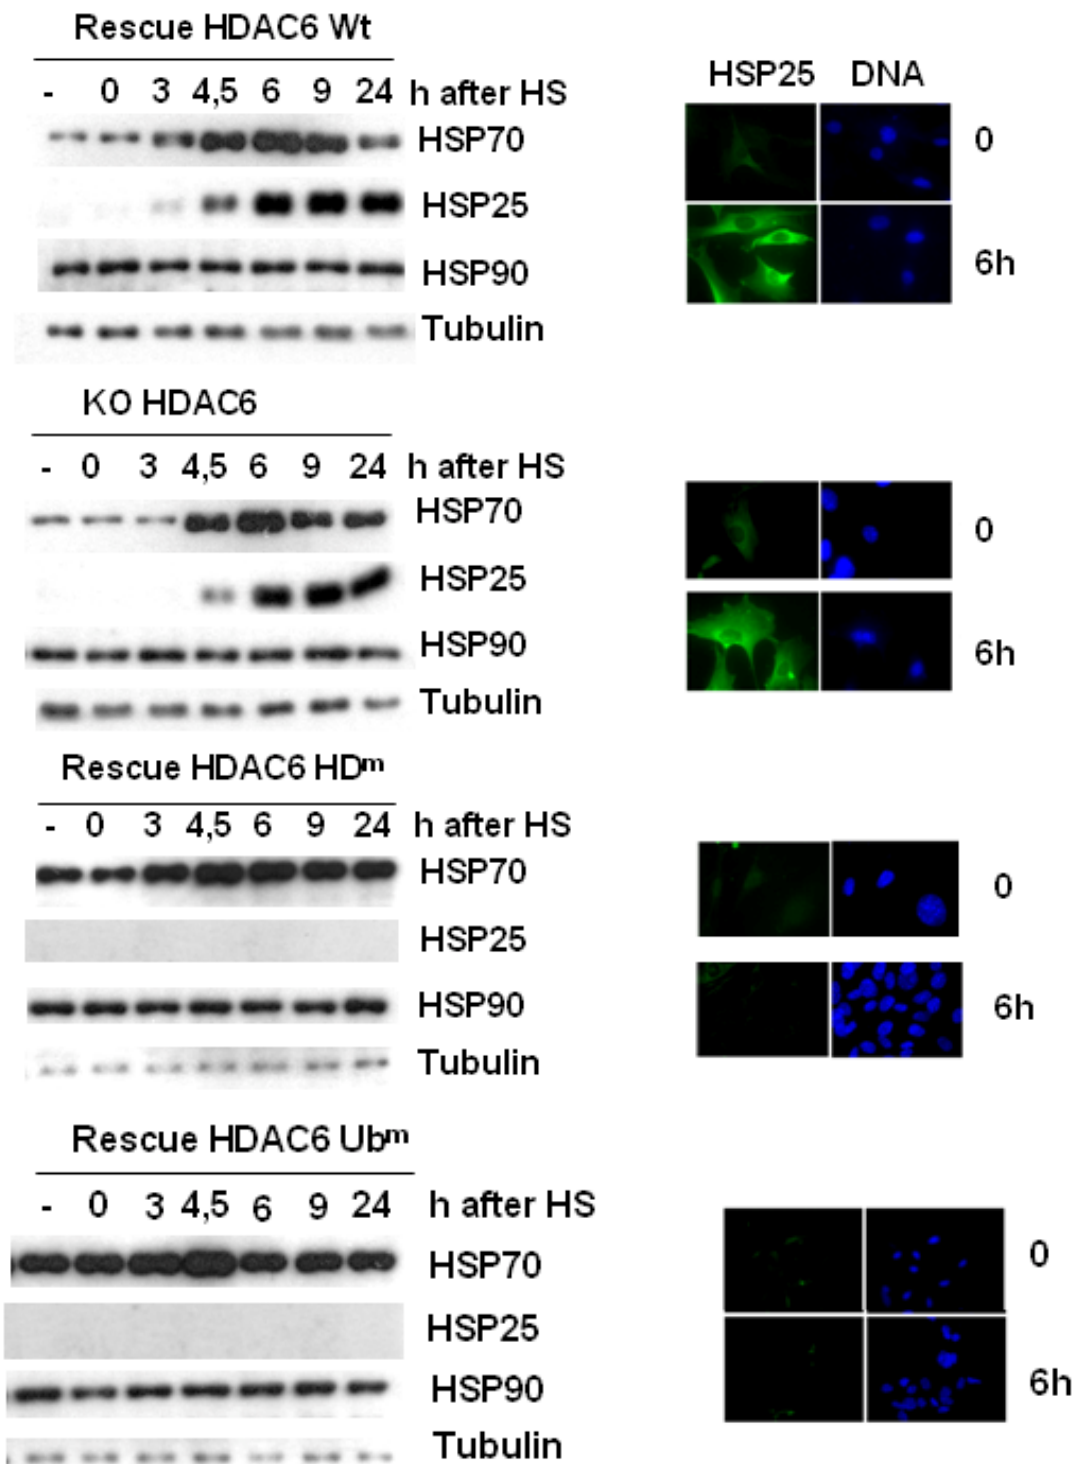 Rescue HDAC6 Wt
- 0 3 4,5 6 9 24 h after HS
HSP70
HSP25
HSP90
Tubulin
HSP25 DNA
0
6h
KO HDAC6
- 0 3 4,5 6 9 24 h after HS
HSP70
HSP25
HSP90
Tubulin
0
6h
Rescue HDAC6 HDᵐ
- 0 3 4,5 6 9 24 h after HS
HSP70
HSP25
HSP90
Tubulin
0
6h
Rescue HDAC6 Ubᵐ
- 0 3 4,5 6 9 24 h after HS
HSP70
HSP25
HSP90
Tubulin
0
6h